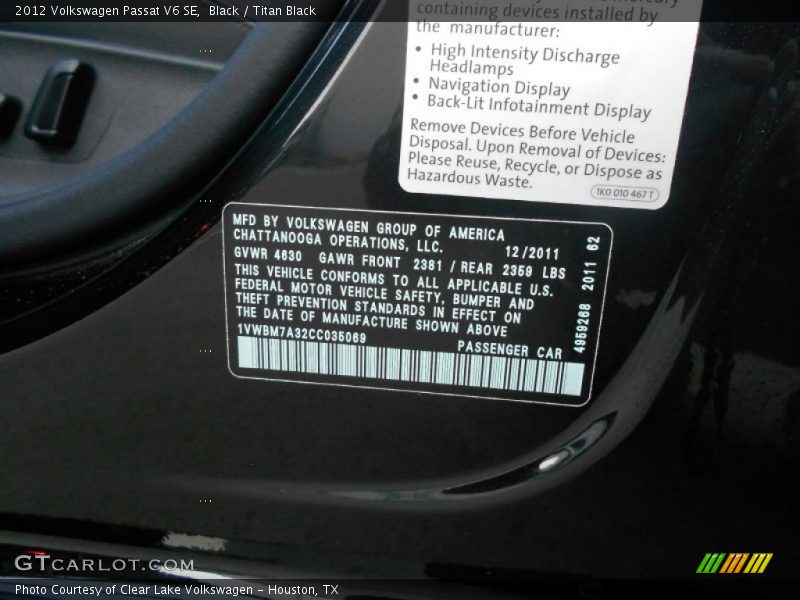 2012 Volkswagen Passat V6 SE,  Black / Titan Black
containing devices installed by
the manufacturer:
• High Intensity Discharge
Headlamps
• Navigation Display
• Back-Lit Infotainment Display
Remove Devices Before Vehicle
Disposal. Upon Removal of Devices:
Please Reuse, Recycle, or Dispose as
Hazardous Waste.
1K0 010 467 T
MFD BY VOLKSWAGEN GROUP OF AMERICA
CHATTANOOGA OPERATIONS, LLC.
12/2011
GVWR 4630 GAWR FRONT 2381 / REAR 2359 LBS
THIS VEHICLE CONFORMS TO ALL APPLICABLE U.S.
FEDERAL MOTOR VEHICLE SAFETY, BUMPER AND
THEFT PREVENTION STANDARDS IN EFFECT ON
THE DATE OF MANUFACTURE SHOWN ABOVE
1VWBM7A32CC035069
PASSENGER CAR
4959268 2011 62
GTCARLOT.COM
Photo Courtesy of Clear Lake Volkswagen - Houston, TX